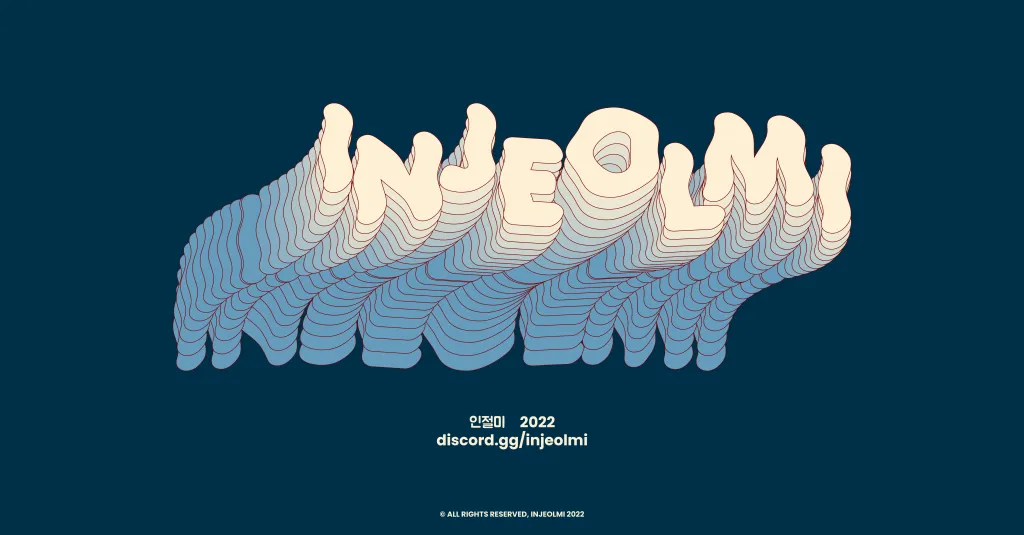 INJEOLMI
인절미 2022
discord.gg/injeolmi
© ALL RIGHTS RESERVED, INJEOLMI 2022